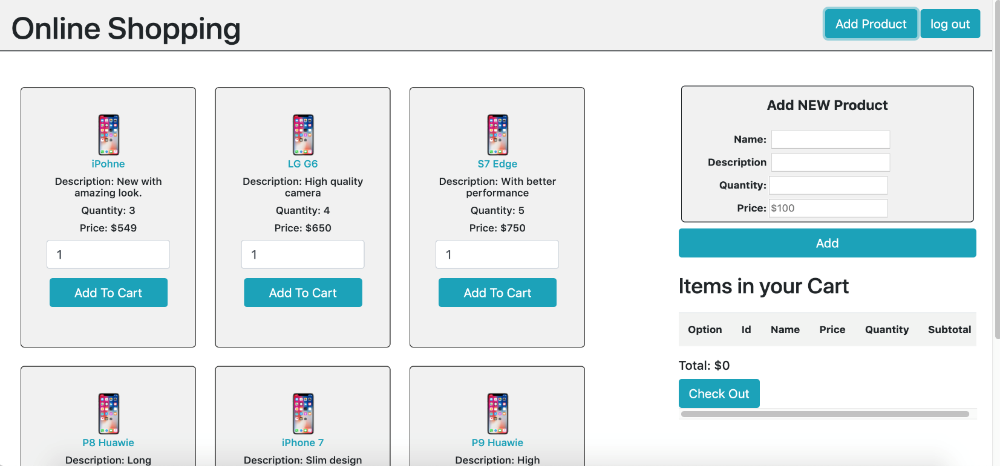 Online Shopping
Add Product
log out
iPohne
Description: New with
amazing look.
Quantity: 3
Price: $549
1
Add To Cart
LG G6
Description: High quality
camera
Quantity: 4
Price: $650
1
Add To Cart
S7 Edge
Description: With better
performance
Quantity: 5
Price: $750
1
Add To Cart
P8 Huawie
Description: Long
iPhone 7
Description: Slim design
P9 Huawie
Description: High
Add NEW Product
Name:
Description
Quantity:
Price: $100
Add
Items in your Cart
Option Id Name Price Quantity Subtotal
Total: $0
Check Out